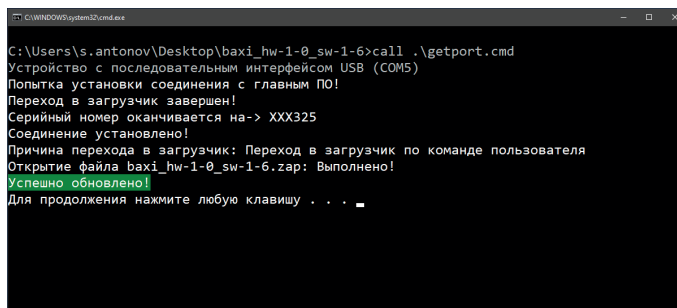 C:\WINDOWS\system32\cmd.exe
C:\Users\s.antonov\Desktop\baxi_hw-1-0_sw-1-6>call .\getport.cmd
Устройство с последовательным интерфейсом USB (COM5)
Попытка установки соединения с главным ПО!
Переход в загрузчик завершен!
Серийный номер оканчивается на-> XXX325
Соединение установлено!
Причина перехода в загрузчик: Переход в загрузчик по команде пользователя
Открытие файла baxi_hw-1-0_sw-1-6.zap: Выполнено!
Успешно обновлено!
Для продолжения нажмите любую клавишу . . .